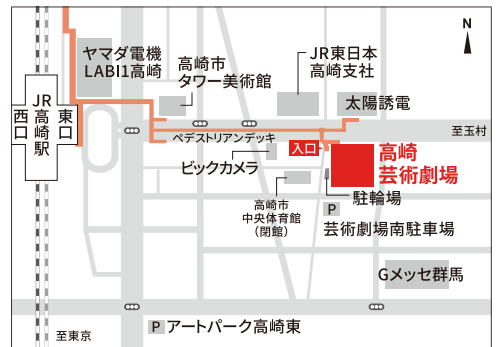 N
ヤマダ電機
LABI1高崎
高崎市
タワー美術館
JR東日本
高崎支社
太陽誘電
西口
JR
高崎駅
東口
ペデストリアンデッキ
至玉村
入口
高崎
芸術劇場
ビックカメラ
高崎市
中央体育館
(閉館)
駐輪場
P
芸術劇場南駐車場
Gメッセ群馬
至東京
P アートパーク高崎東